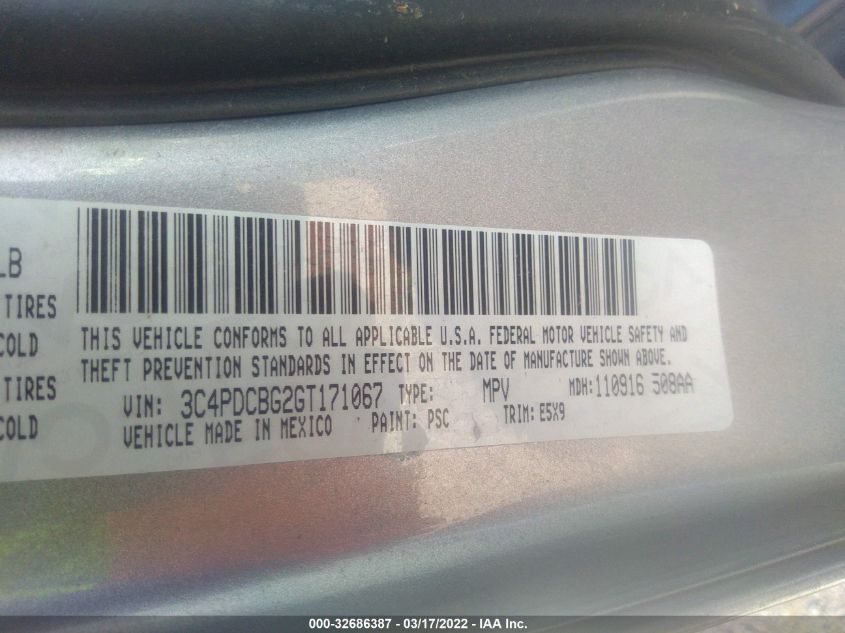 LB
TIRES
COLD
TIRES
COLD
THIS VEHICLE CONFORMS TO ALL APPLICABLE U.S.A. FEDERAL MOTOR VEHICLE SAFETY AND
THEFT PREVENTION STANDARDS IN EFFECT ON THE DATE OF MANUFACTURE SHOWN ABOVE.
VIN: 3C4PDCBG2GT171067 TYPE: MPV MDH:110916 508AA
VEHICLE MADE IN MEXICO PAINT: PSC TRIM: E5X9
000-32686387 - 03/17/2022 - IAA Inc.